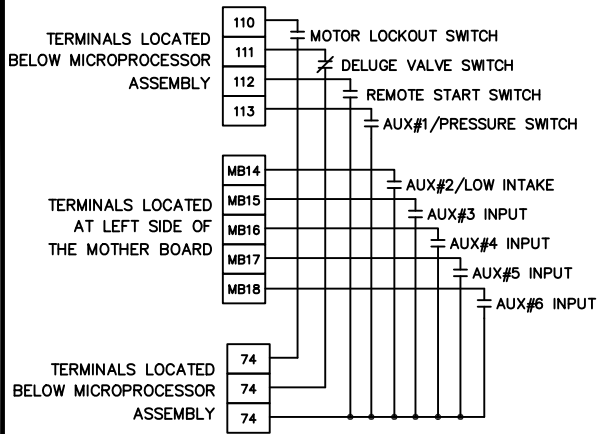 110
MOTOR LOCKOUT SWITCH
TERMINALS LOCATED
BELOW MICROPROCESSOR
ASSEMBLY
111
DELUGE VALVE SWITCH
112
REMOTE START SWITCH
113
AUX#1/PRESSURE SWITCH
MB14
AUX#2/LOW INTAKE
TERMINALS LOCATED
AT LEFT SIDE OF
THE MOTHER BOARD
MB15
AUX#3 INPUT
MB16
AUX#4 INPUT
MB17
AUX#5 INPUT
MB18
AUX#6 INPUT
TERMINALS LOCATED
BELOW MICROPROCESSOR
ASSEMBLY
74
74
74